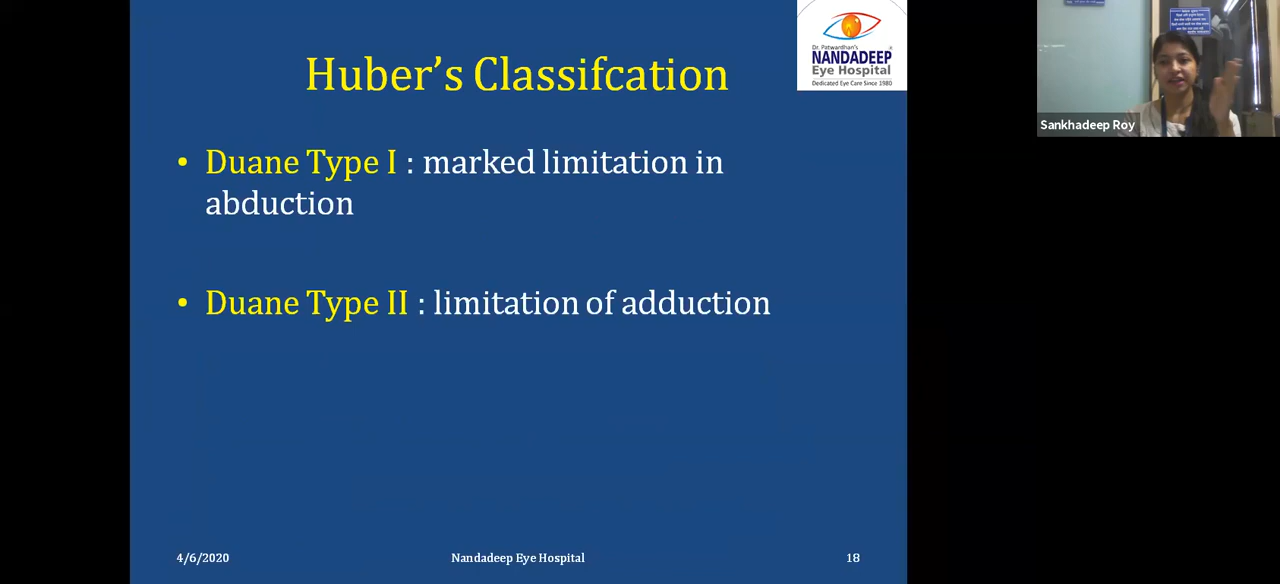 Huber's Classifcation
Dr. Patwardhan's
NANDADEEP
Eye Hospital
Dedicated Eye Care Since 1980
Sankhadeep Roy
• Duane Type I : marked limitation in
abduction
• Duane Type II : limitation of adduction
4/6/2020
Nandadeep Eye Hospital
18